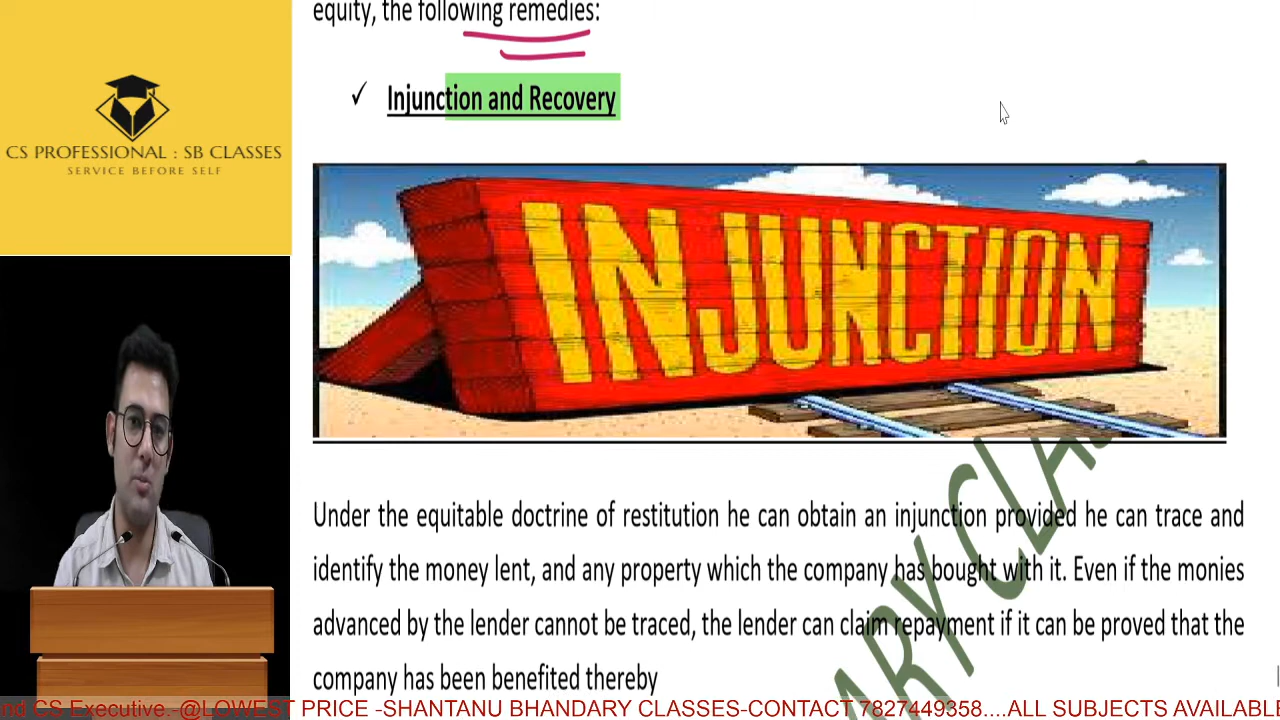 equity, the following remedies:
✓ Injunction and Recovery
CS PROFESSIONAL : SB CLASSES
SERVICE BEFORE SELF
INJUNCTION
Under the equitable doctrine of restitution he can obtain an injunction provided he can trace and
identify the money lent, and any property which the company has bought with it. Even if the monies
advanced by the lender cannot be traced, the lender can claim repayment if it can be proved that the
company has been benefited thereby
nd CS Executive.-@LOWEST PRICE -SHANTANU BHANDARY CLASSES-CONTACT 7827449358....ALL SUBJECTS AVAILABLE